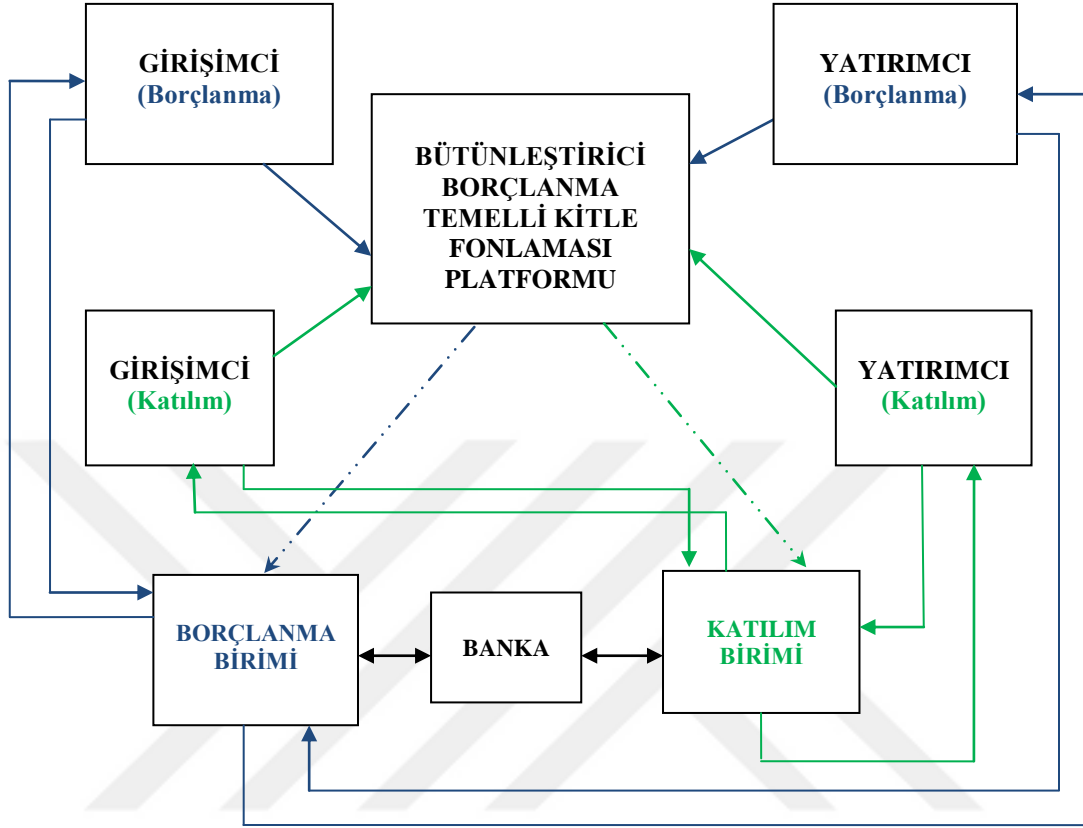 GİRİŞİMCİ
(Borçlanma)
YATIRIMCI
(Borçlanma)
BÜTÜNLEŞTİRİCİ
BORÇLANMA
TEMELLİ KİTLE
FONLAMASI
PLATFORMU
GİRİŞİMCİ
(Katılım)
YATIRIMCI
(Katılım)
BORÇLANMA
BİRİMİ
BANKA
KATILIM
BİRİMİ